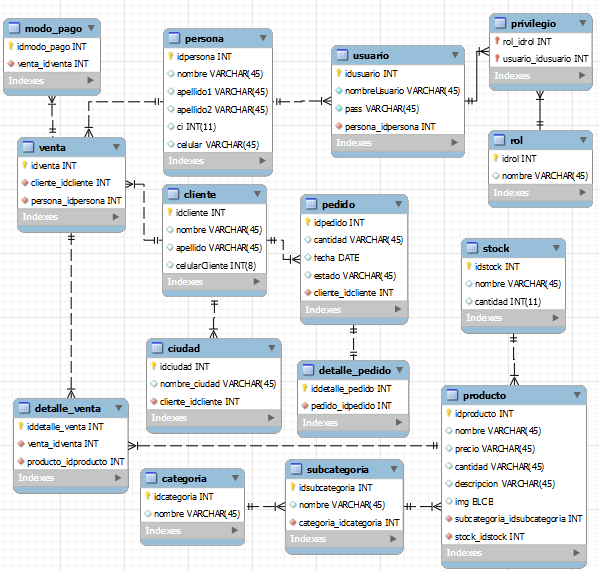 modo_pago
idmodo_pago INT
venta_idventa INT
Indexes
persona
idpersona INT
nombre VARCHAR(45)
apellido1 VARCHAR(45)
apellido2 VARCHAR(45)
ci INT(11)
celular VARCHAR(45)
Indexes
usuario
idusuario INT
nombreUsuario VARCHAR(45)
pass VARCHAR(45)
persona_idpersona INT
Indexes
privilegio
rol_idrol INT
usuario_idusuario INT
Indexes
rol
idrol INT
nombre VARCHAR(45)
Indexes
venta
idventa INT
cliente_idcliente INT
persona_idpersona INT
Indexes
cliente
idcliente INT
nombre VARCHAR(45)
apellido VARCHAR(45)
celularCliente INT(8)
Indexes
pedido
idpedido INT
cantidad VARCHAR(45)
fecha DATE
estado VARCHAR(45)
cliente_idcliente INT
Indexes
stock
idstock INT
nombre VARCHAR(45)
cantidad INT(11)
Indexes
ciudad
idciudad INT
nombre_ciudad VARCHAR(45)
cliente_idcliente INT
Indexes
detalle_pedido
iddetalle_pedido INT
pedido_idpedido INT
Indexes
detalle_venta
iddetalle_venta INT
venta_idventa INT
producto_idproducto INT
Indexes
producto
idproducto INT
nombre VARCHAR(45)
precio VARCHAR(45)
cantidad VARCHAR(45)
descripcion VARCHAR(45)
img BLOB
subcategoria_idsubcategoria INT
stock_idstock INT
Indexes
categoria
idcategoria INT
nombre VARCHAR(45)
Indexes
subcategoria
idsubcategoria INT
nombre VARCHAR(45)
categoria_idcategoria INT
Indexes